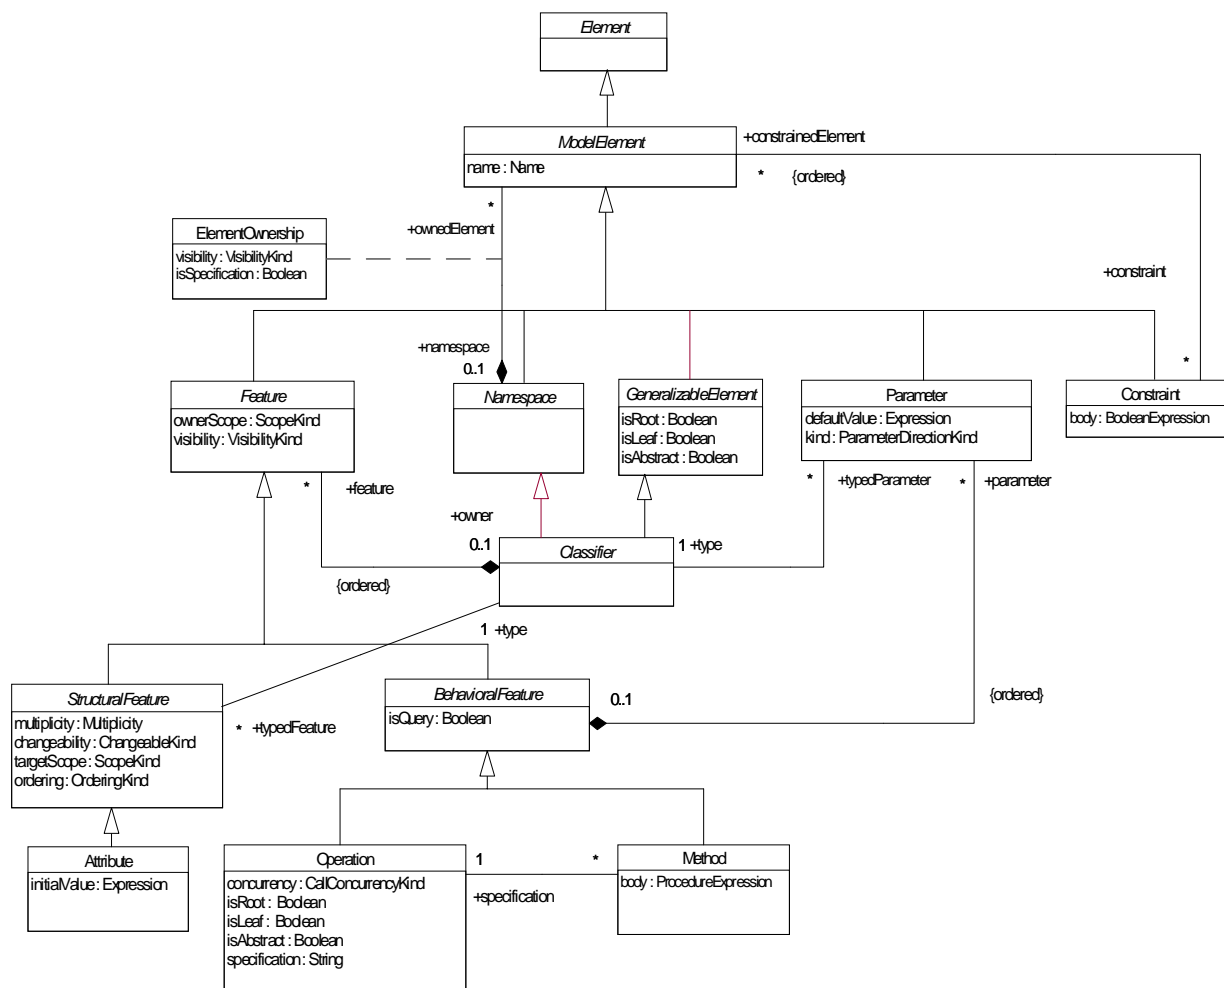 Element
ModelElement
name : Name
+constrainedElement
*
{ordered}
*
+ownedElement
ElementOwnership
visibility : VisibilityKind
isSpecification : Boolean
+constraint
*
+namespace
0..1
Feature
ownerScope : ScopeKind
visibility : VisibilityKind
Namespace
GeneralizableElement
isRoot : Boolean
isLeaf : Boolean
isAbstract : Boolean
Parameter
defaultValue : Expression
kind : ParameterDirectionKind
Constraint
body : BooleanExpression
*
+feature
+owner
0..1
{ordered}
Classifier
1 +type
*
+typedParameter
*
+parameter
1 +type
StructuralFeature
multiplicity : Multiplicity
changeability : ChangeableKind
targetScope : ScopeKind
ordering : OrderingKind
* +typedFeature
BehavioralFeature
isQuery : Boolean
0..1
{ordered}
Attribute
initialValue : Expression
Operation
concurrency : CallConcurrencyKind
isRoot : Boolean
isLeaf : Boolean
isAbstract : Boolean
specification : String
1
*
+specification
Method
body : ProcedureExpression